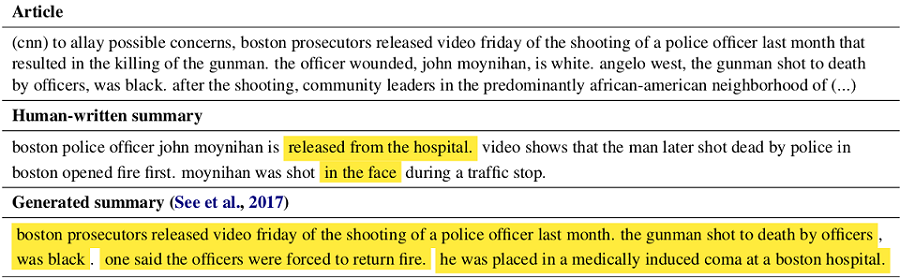 Article
(cnn) to allay possible concerns, boston prosecutors released video friday of the shooting of a police officer last month that
resulted in the killing of the gunman. the officer wounded, john moynihan, is white. angelo west, the gunman shot to death
by officers, was black. after the shooting, community leaders in the predominantly african-american neighborhood of (...)
Human-written summary
boston police officer john moynihan is released from the hospital. video shows that the man later shot dead by police in
boston opened fire first. moynihan was shot in the face during a traffic stop.
Generated summary (See et al., 2017)
boston prosecutors released video friday of the shooting of a police officer last month. the gunman shot to death by officers ,
was black . one said the officers were forced to return fire. he was placed in a medically induced coma at a boston hospital.